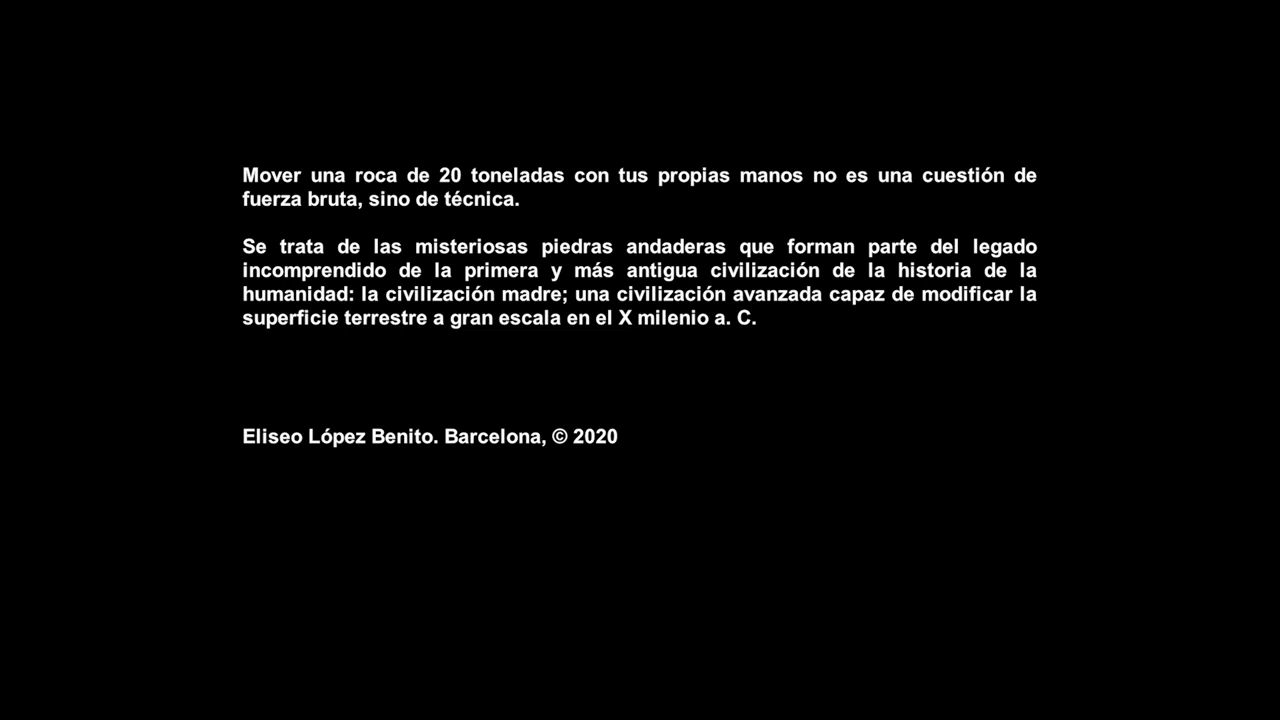 Mover una roca de 20 toneladas con tus propias manos no es una cuestión de
fuerza bruta, sino de técnica.
Se trata de las misteriosas piedras andaderas que forman parte del legado
incomprendido de la primera y más antigua civilización de la historia de la
humanidad: la civilización madre; una civilización avanzada capaz de modificar la
superficie terrestre a gran escala en el X milenio a. C.
Eliseo López Benito. Barcelona, © 2020